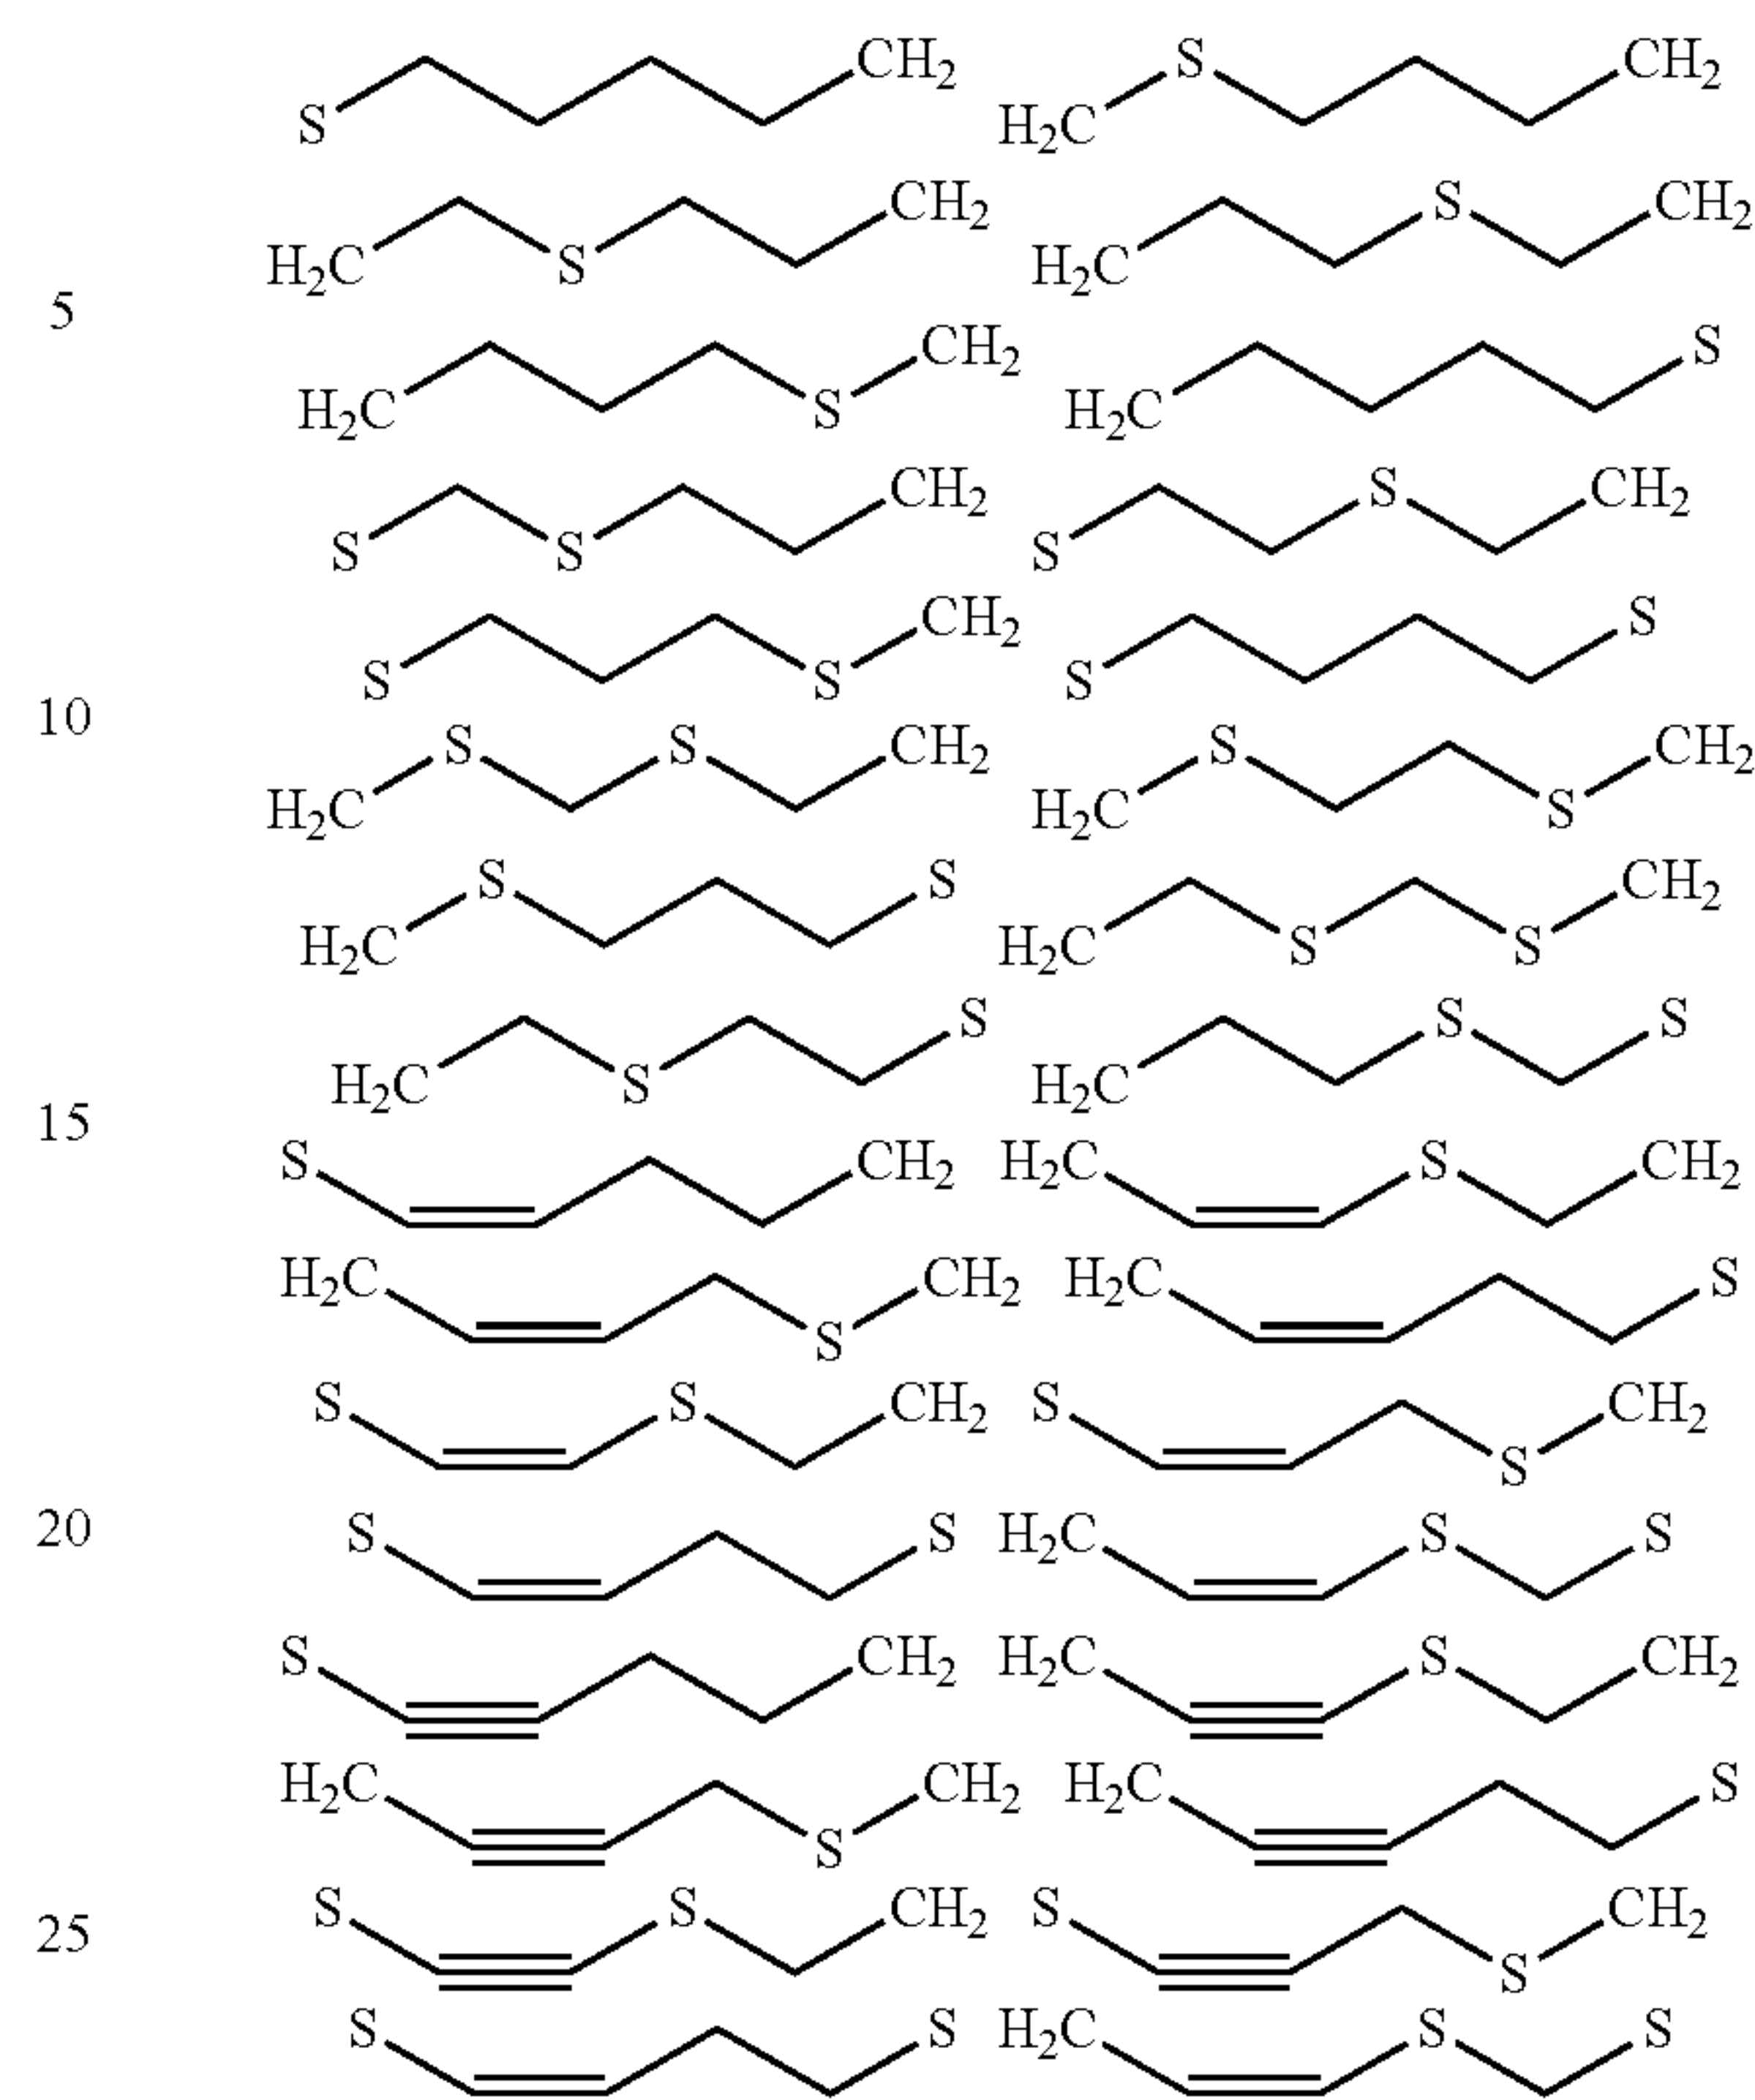 S CH₂ H₂C S CH₂
H₂C S CH₂ H₂C S CH₂
5
H₂C S CH₂ H₂C S
S S CH₂ S S CH₂
S S CH₂ S S
10
H₂C S S CH₂ H₂C S S CH₂
H₂C S S H₂C S S CH₂
H₂C S S H₂C S S
15
S CH₂ H₂C S CH₂
H₂C S CH₂ H₂C S
S S CH₂ S S CH₂
20
S S H₂C S S
S CH₂ H₂C S CH₂
H₂C S CH₂ H₂C S
25
S S CH₂ S S CH₂
S S H₂C S S